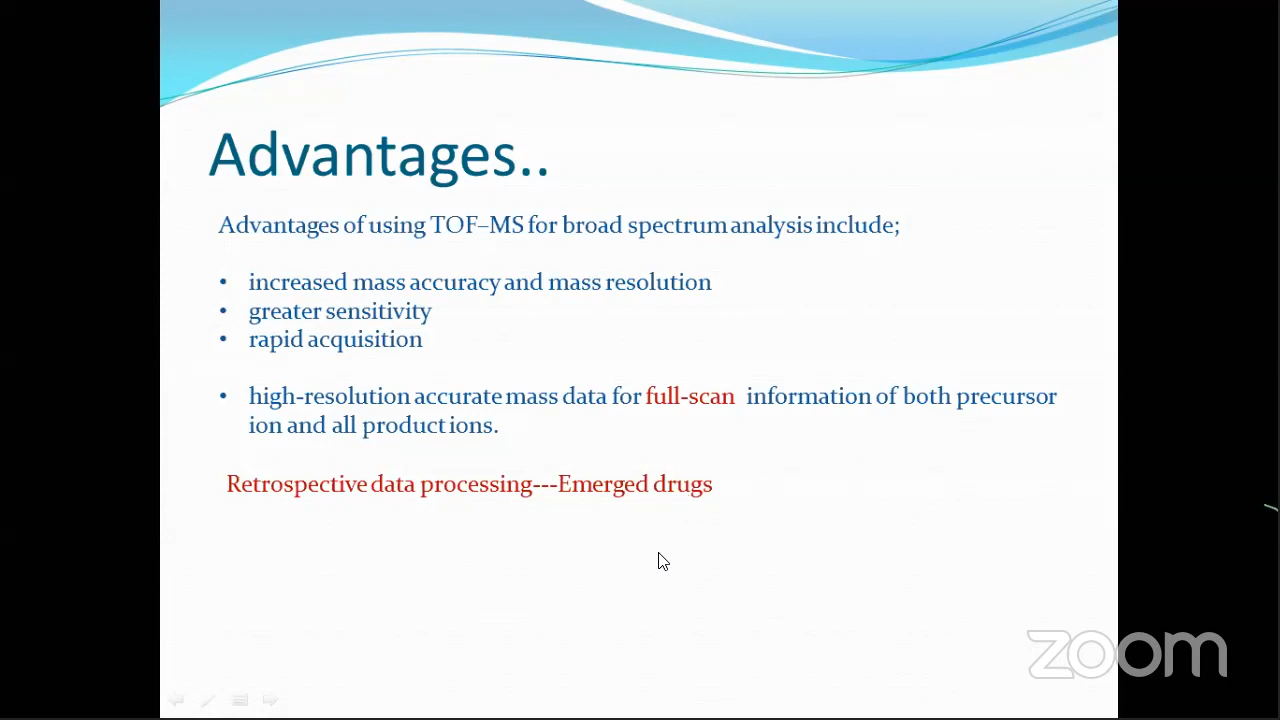 Advantages..
Advantages of using TOF–MS for broad spectrum analysis include;
• increased mass accuracy and mass resolution
• greater sensitivity
• rapid acquisition
• high-resolution accurate mass data for full-scan information of both precursor
ion and all product ions.
Retrospective data processing---Emerged drugs
zoom